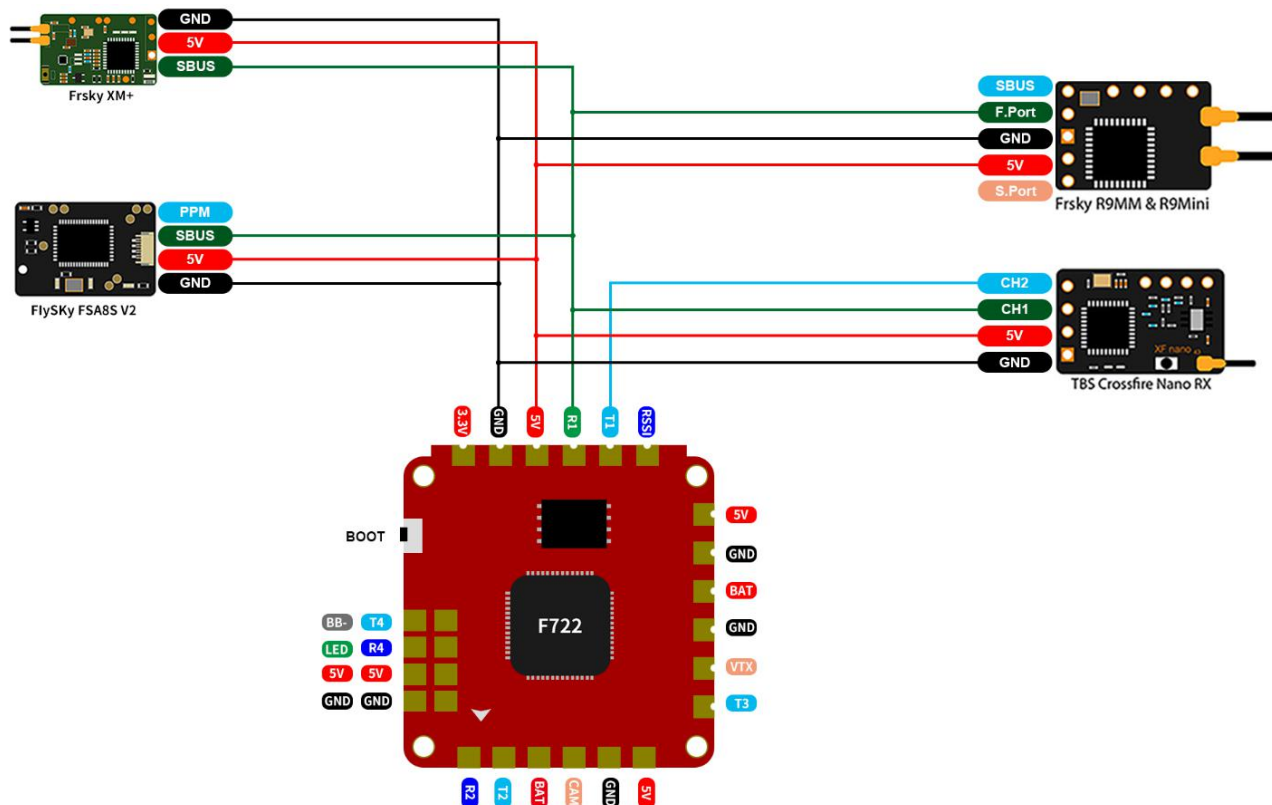 GND
5V
SBUS
Frsky XM+
SBUS
F.Port
GND
5V
S.Port
Frsky R9MM & R9Mini
PPM
SBUS
5V
GND
FlySKy FSA8S V2
CH2
CH1
5V
GND
XF nano
TBS Crossfire Nano RX
3.3V
GND
5V
R1
T1
RSSI
BOOT
5V
GND
BAT
GND
VTX
T3
F722
BB- T4
LED R4
5V 5V
GND GND
R2
T2
BAT
CAM
GND
5V